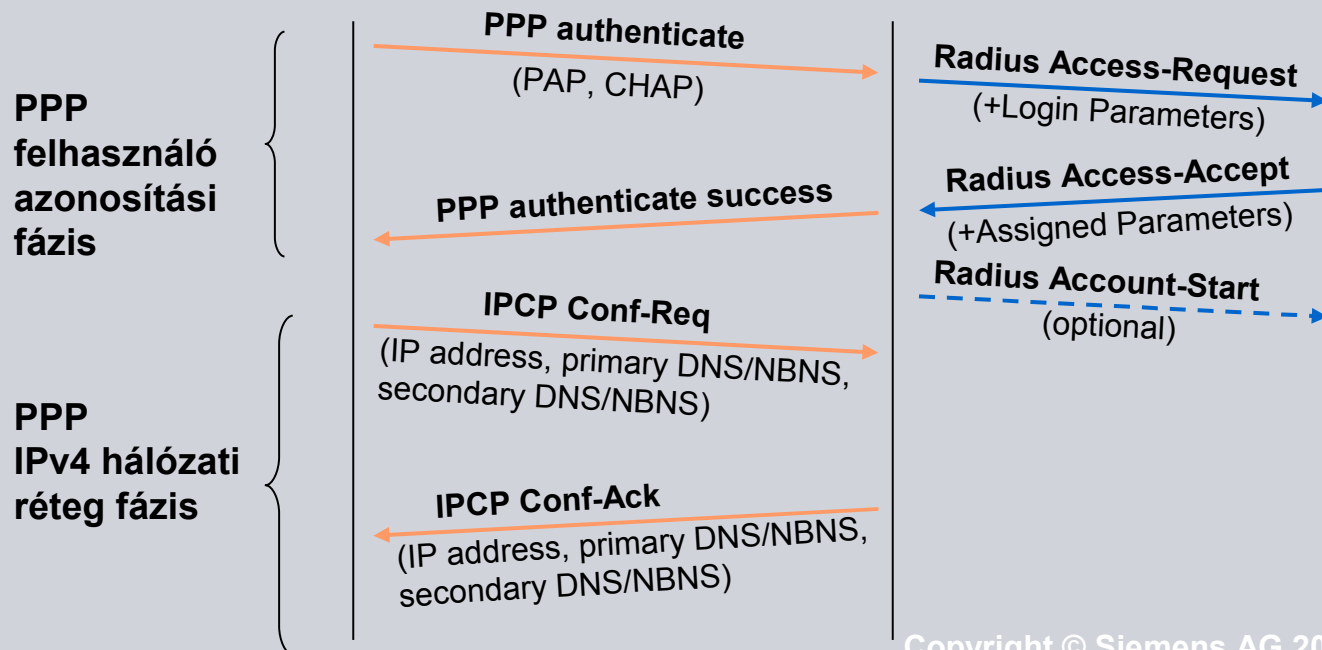 PPP
felhasználó
azonosítási
fázis
PPP authenticate
(PAP, CHAP)
Radius Access-Request
(+Login Parameters)
Radius Access-Accept
(+Assigned Parameters)
PPP authenticate success
Radius Account-Start
(optional)
PPP
IPv4 hálózati
réteg fázis
IPCP Conf-Req
(IP address, primary DNS/NBNS,
secondary DNS/NBNS)
IPCP Conf-Ack
(IP address, primary DNS/NBNS,
secondary DNS/NBNS)
Copyright © Siemens AG 20